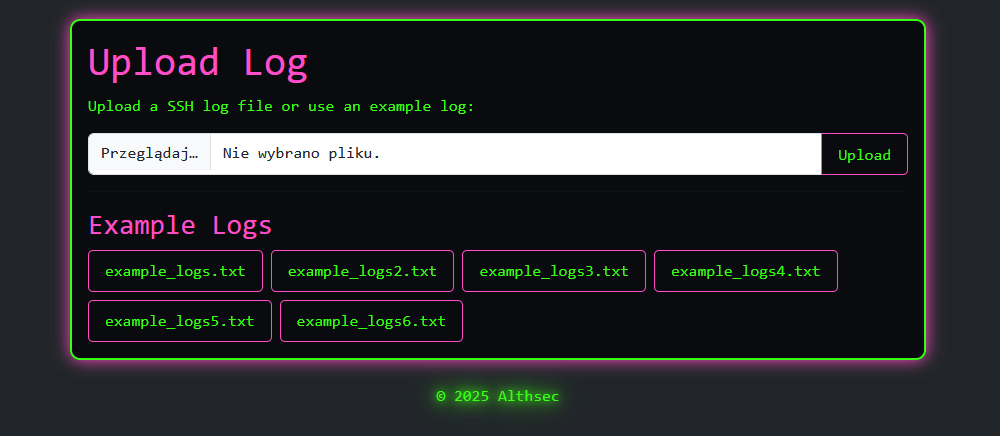 Upload Log
Upload a SSH log file or use an example log:
Przeglądaj… Nie wybrano pliku. Upload
Example Logs
example_logs.txt example_logs2.txt example_logs3.txt example_logs4.txt
example_logs5.txt example_logs6.txt
© 2025 Althsec